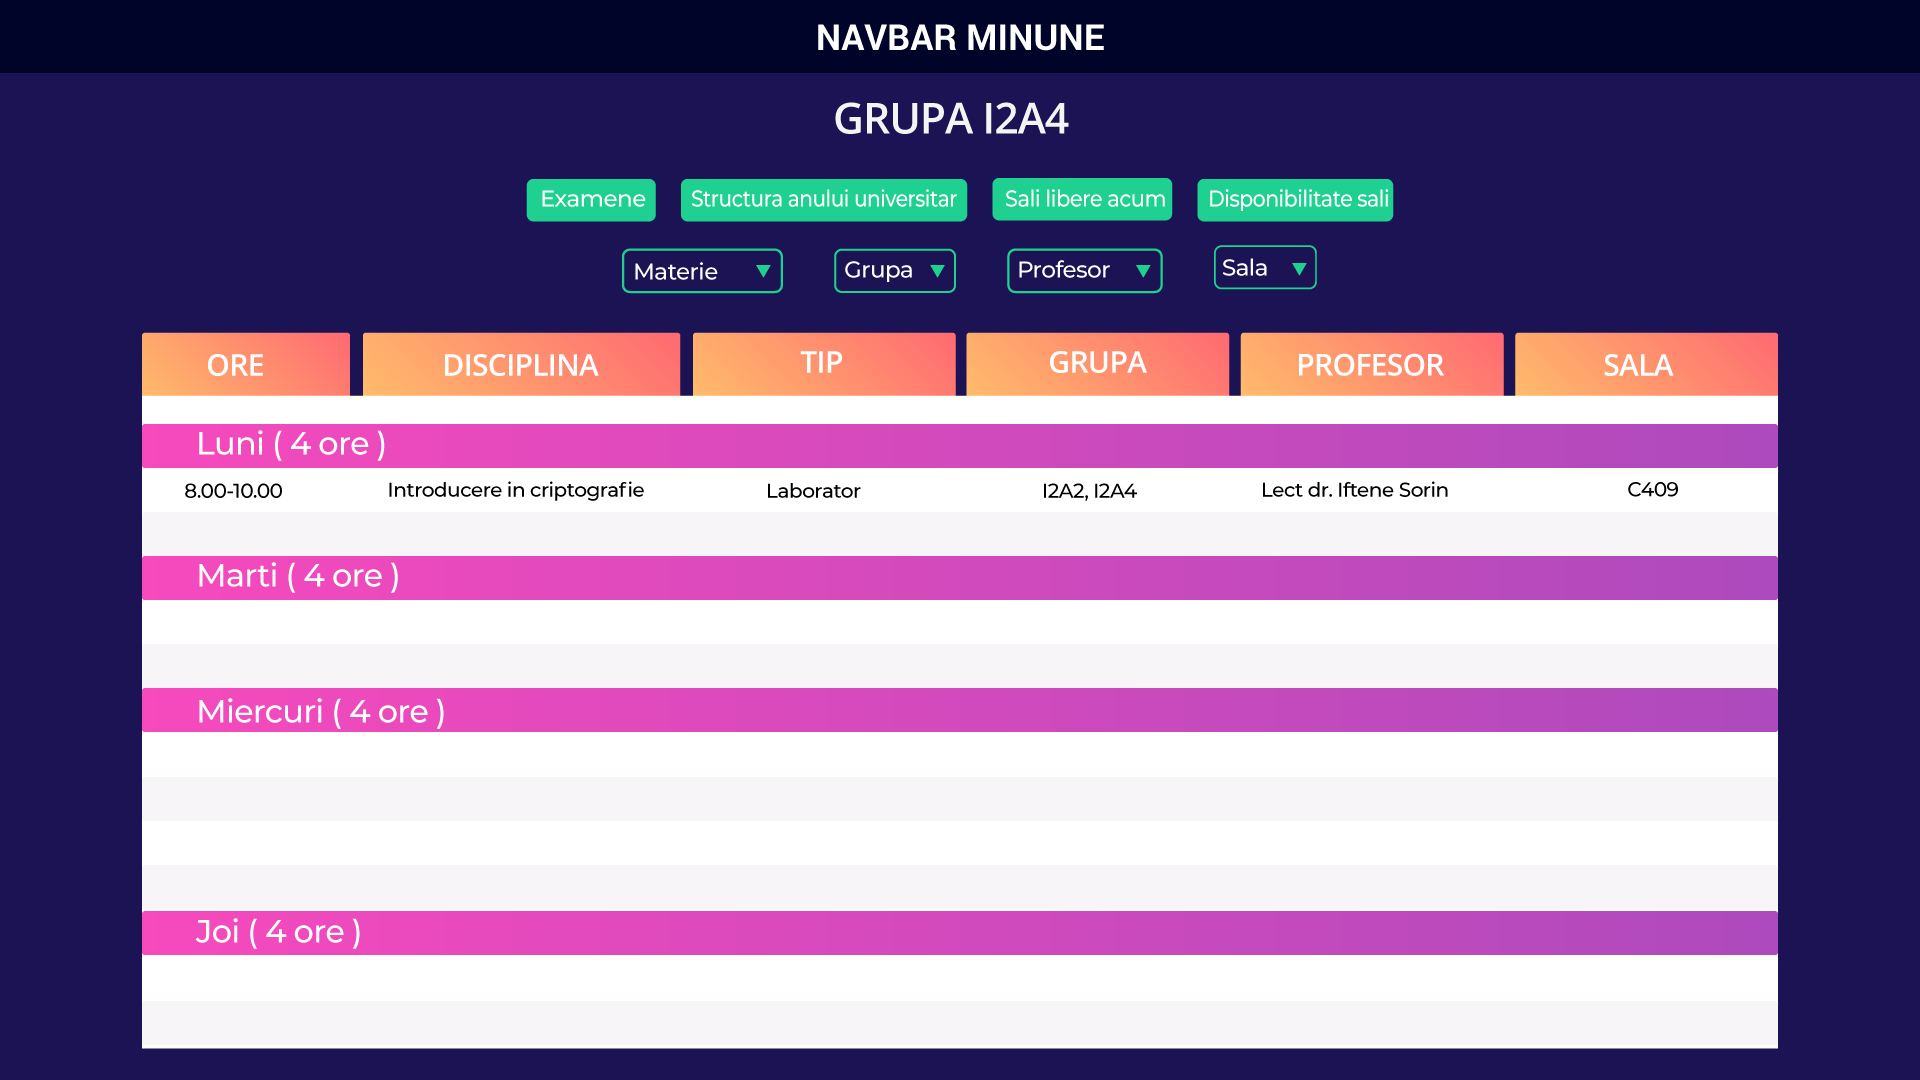 NAVBAR MINUNE
GRUPA I2A4
Examene Structura anului universitar Sali libere acum Disponibilitate sali
Materie Grupa Profesor Sala
ORE DISCIPLINA TIP GRUPA PROFESOR SALA
Luni ( 4 ore )
8.00-10.00 Introducere in criptografie Laborator I2A2, I2A4 Lect dr. Iftene Sorin C409
Marti ( 4 ore )
Miercuri ( 4 ore )
Joi ( 4 ore )